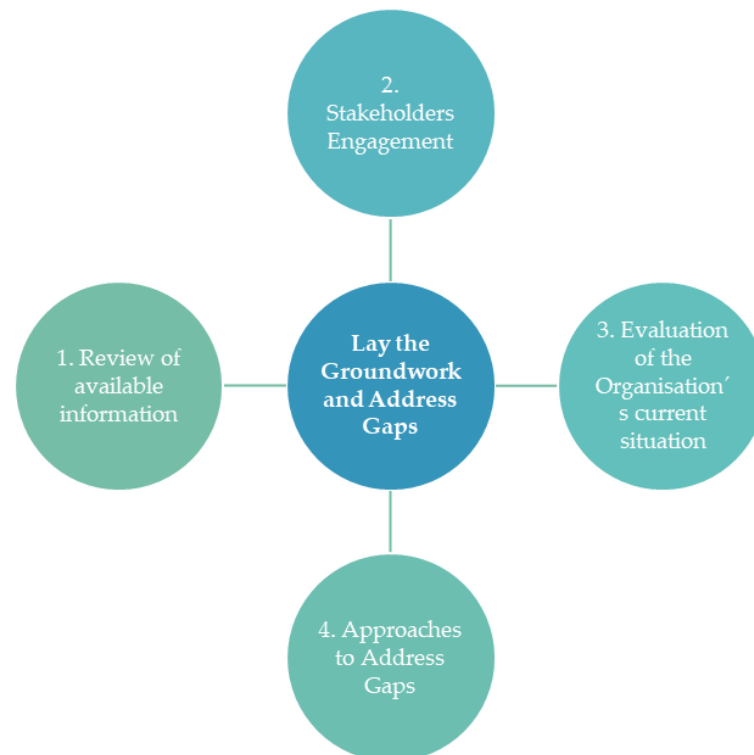 2.
Stakeholders
Engagement
1. Review of
available
information
Lay the
Groundwork
and Address
Gaps
3. Evaluation
of the
Organisation´
s current
situation
4. Approaches
to Address
Gaps